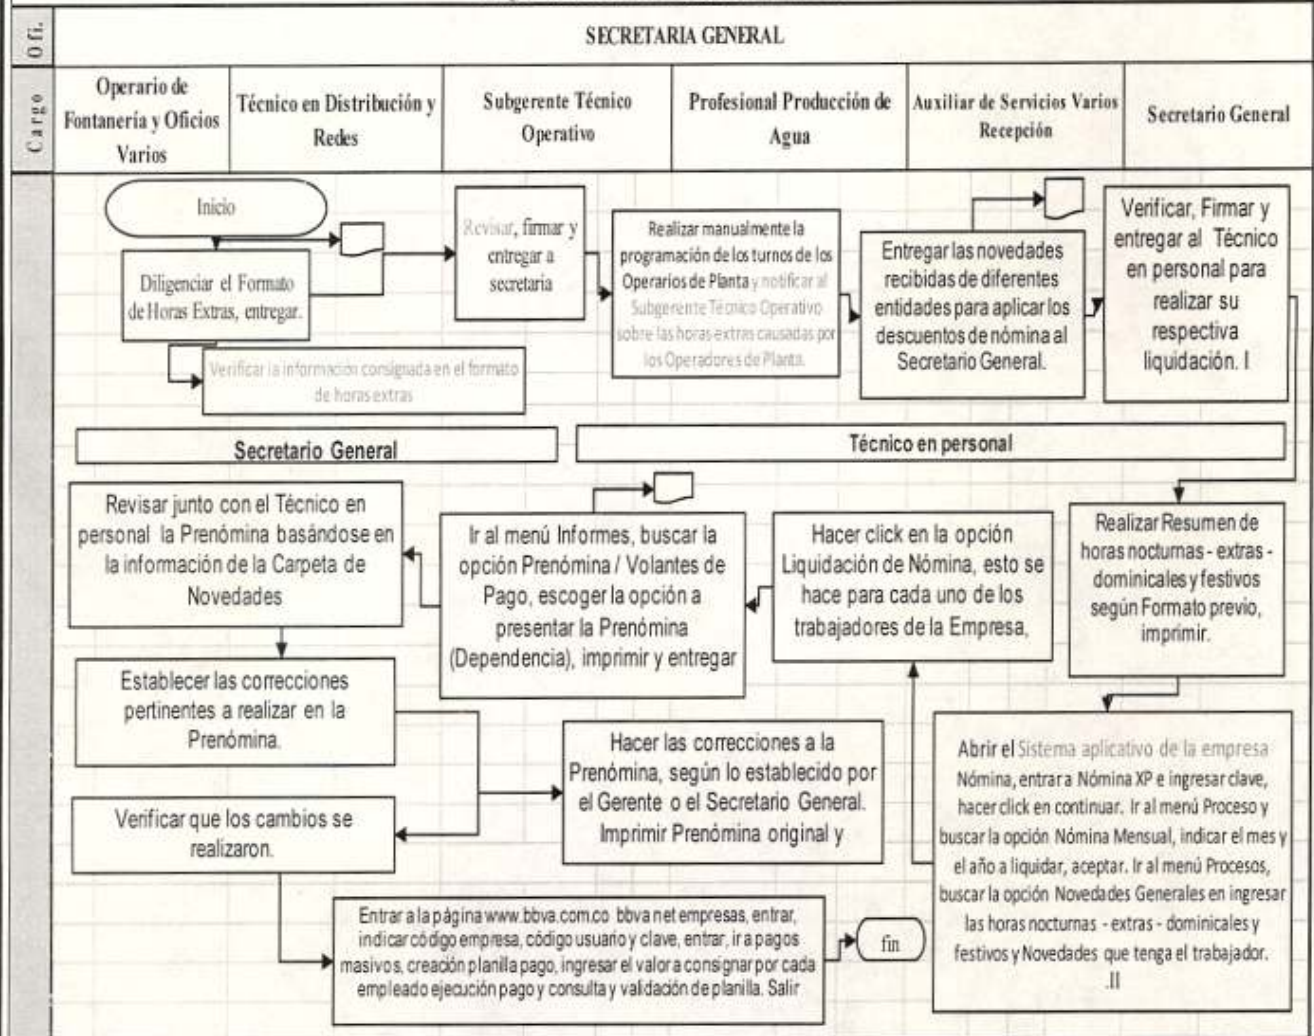 Ofi.
SECRETARIA GENERAL
Cargo
Operario de
Fontanería y Oficios
Varios
Técnico en Distribución y
Redes
Subgerente Técnico
Operativo
Profesional Producción de
Agua
Auxiliar de Servicios Varios
Recepción
Secretario General
Inicio
Diligenciar el Formato
de Horas Extras, entregar.
Verificar la información consignada en el formato
de horas extras
Revisar, firmar y
entregar a
secretaria
Realizar manualmente la
programación de los turnos de los
Operarios de Planta y notificar al
Subgerente Técnico Operativo
sobre las horas extras causadas por
los Operadores de Planta.
Entregar las novedades
recibidas de diferentes
entidades para aplicar los
descuentos de nómina al
Secretario General.
Verificar, Firmar y
entregar al Técnico
en personal para
realizar su
respectiva
liquidación. I
Secretario General
Técnico en personal
Revisar junto con el Técnico en
personal la Prenómina basándose en
la información de la Carpeta de
Novedades
Ir al menú Informes, buscar la
opción Prenómina / Volantes de
Pago, escoger la opción a
presentar la Prenómina
(Dependencia), imprimir y entregar
Hacer click en la opción
Liquidación de Nómina, esto se
hace para cada uno de los
trabajadores de la Empresa,
Realizar Resumen de
horas nocturnas - extras -
dominicales y festivos
según Formato previo,
imprimir.
Establecer las correcciones
pertinentes a realizar en la
Prenómina.
Hacer las correcciones a la
Prenómina, según lo establecido por
el Gerente o el Secretario General.
Imprimir Prenómina original y
Abrir el Sistema aplicativo de la empresa
Nómina, entrar a Nómina XP e ingresar clave,
hacer click en continuar. Ir al menú Proceso y
buscar la opción Nómina Mensual, indicar el mes y
el año a liquidar, aceptar. Ir al menú Procesos,
buscar la opción Novedades Generales en ingresar
las horas nocturnas - extras - dominicales y
festivos y Novedades que tenga el trabajador.
.II
Verificar que los cambios se
realizaron.
Entrar a la página www.bbva.com.co bbva net empresas, entrar,
indicar código empresa, código usuario y clave, entrar, ir a pagos
masivos, creación planilla pago, ingresar el valor a consignar por cada
empleado ejecución pago y consulta y validación de planilla. Salir
fin